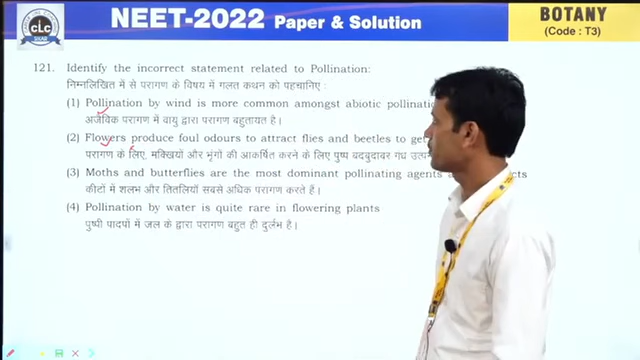 NEET-2022 Paper & Solution
BOTANY
(Code : T3)
CLC
SIKAR
121. Identify the incorrect statement related to Pollination:
निम्नलिखित में से परागण के विषय में गलत कथन को पहचानिए :
(1) Pollination by wind is more common amongst abiotic pollinatio
अजैविक परागण में वायु द्वारा परागण बहुतायत है।
(2) Flowers produce foul odours to attract flies and beetles to get
परागण के लिए, मक्खियों और भृंगों की आकर्षित करने के लिए पुष्प बदबुदाबर गंध
(3) Moths and butterflies are the most dominant pollinating agents
कीटों में शलभ और तितलियाँ सबसे अधिक परागण करते हैं।
(4) Pollination by water is quite rare in flowering plants
पुष्पी पादपों में जल के द्वारा परागण बहुत ही दुर्लभ है।